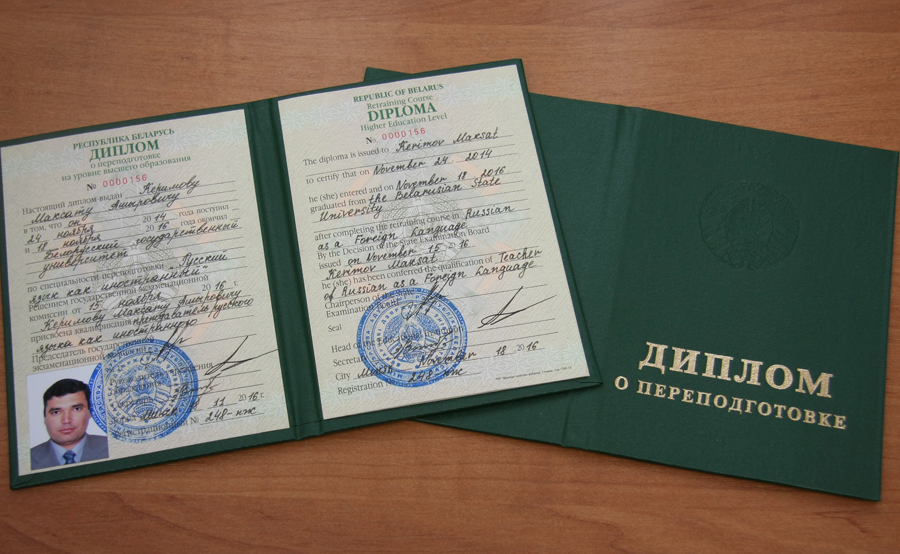 РЕСПУБЛИКА БЕЛАРУСЬ
ДИПЛОМ
о переподготовке
на уровне высшего образования
№ 0000156
Настоящий диплом выдан Керимову
Максату Ашировичу
в том, что он 2014 года поступил
24 ноября
и 18 ноября 2016 года окончил
Белорусский государственный
университет
по специальности переподготовки "Русский
язык как иностранный"
Решением государственной экзаменационной
комиссии от 15 ноября 2016 г.
Керимову Максату Ашировичу
присвоена квалификация преподаватель русского
языка как иностранного
Председатель государственной
экзаменационной комиссии
Минск 11 2016 г.
№ 248-пж
REPUBLIC OF BELARUS
Retraining Course
DIPLOMA
Higher Education Level
№ 0000156
The diploma is issued to Kerimov Maksat
to certify that on November 24 2014
he (she) entered and on November 18 2016
graduated from the Belarusian State
University
after completing the retraining course in Russian
as a Foreign Language
By the Decision of the State Examination Board
issued on November 15 2016
Kerimov Maksat
he (she) has been conferred the qualification of Teacher
of Russian as a Foreign Language
Chairperson of the State
Examination Board
Seal
Head of Educational Institution
Secretary
City Минск November 18 2016
Registration 248-пж
ДИПЛОМ
О ПЕРЕПОДГОТОВКЕ